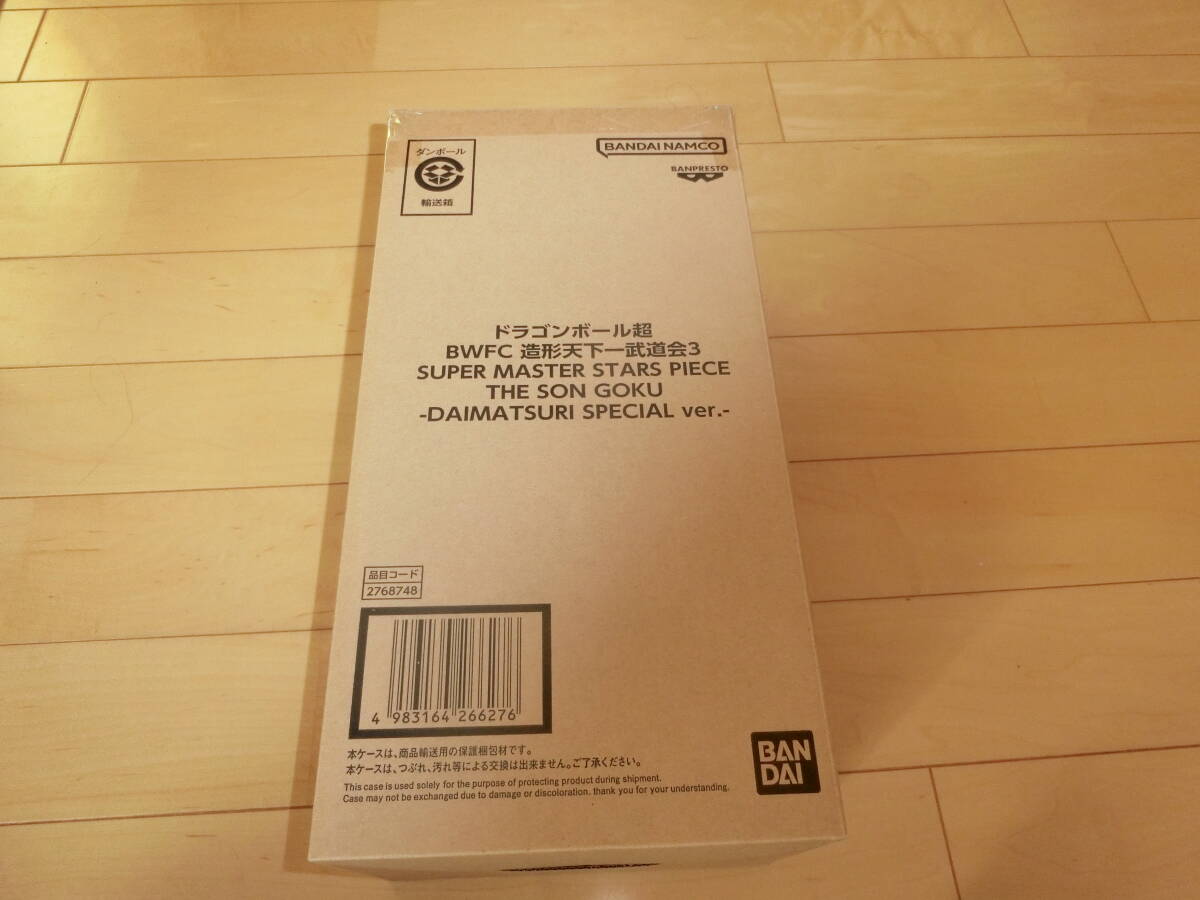 ダンボール
輸送箱
BANDAI NAMCO
BANPRESTO
ドラゴンボール超
BWFC 造形天下一武道会3
SUPER MASTER STARS PIECE
THE SON GOKU
-DAIMATSURI SPECIAL ver.-
品目コード
2768748
4 983164 266276
本ケースは、商品輸送用の保護梱包材です。
本ケースは、つぶれ、汚れ等による交換は出来ません。ご了承ください。
This case is used solely for the purpose of protecting product during shipment.
Case may not be exchanged due to damage or discoloration. thank you for your understanding.
BAN
DAI